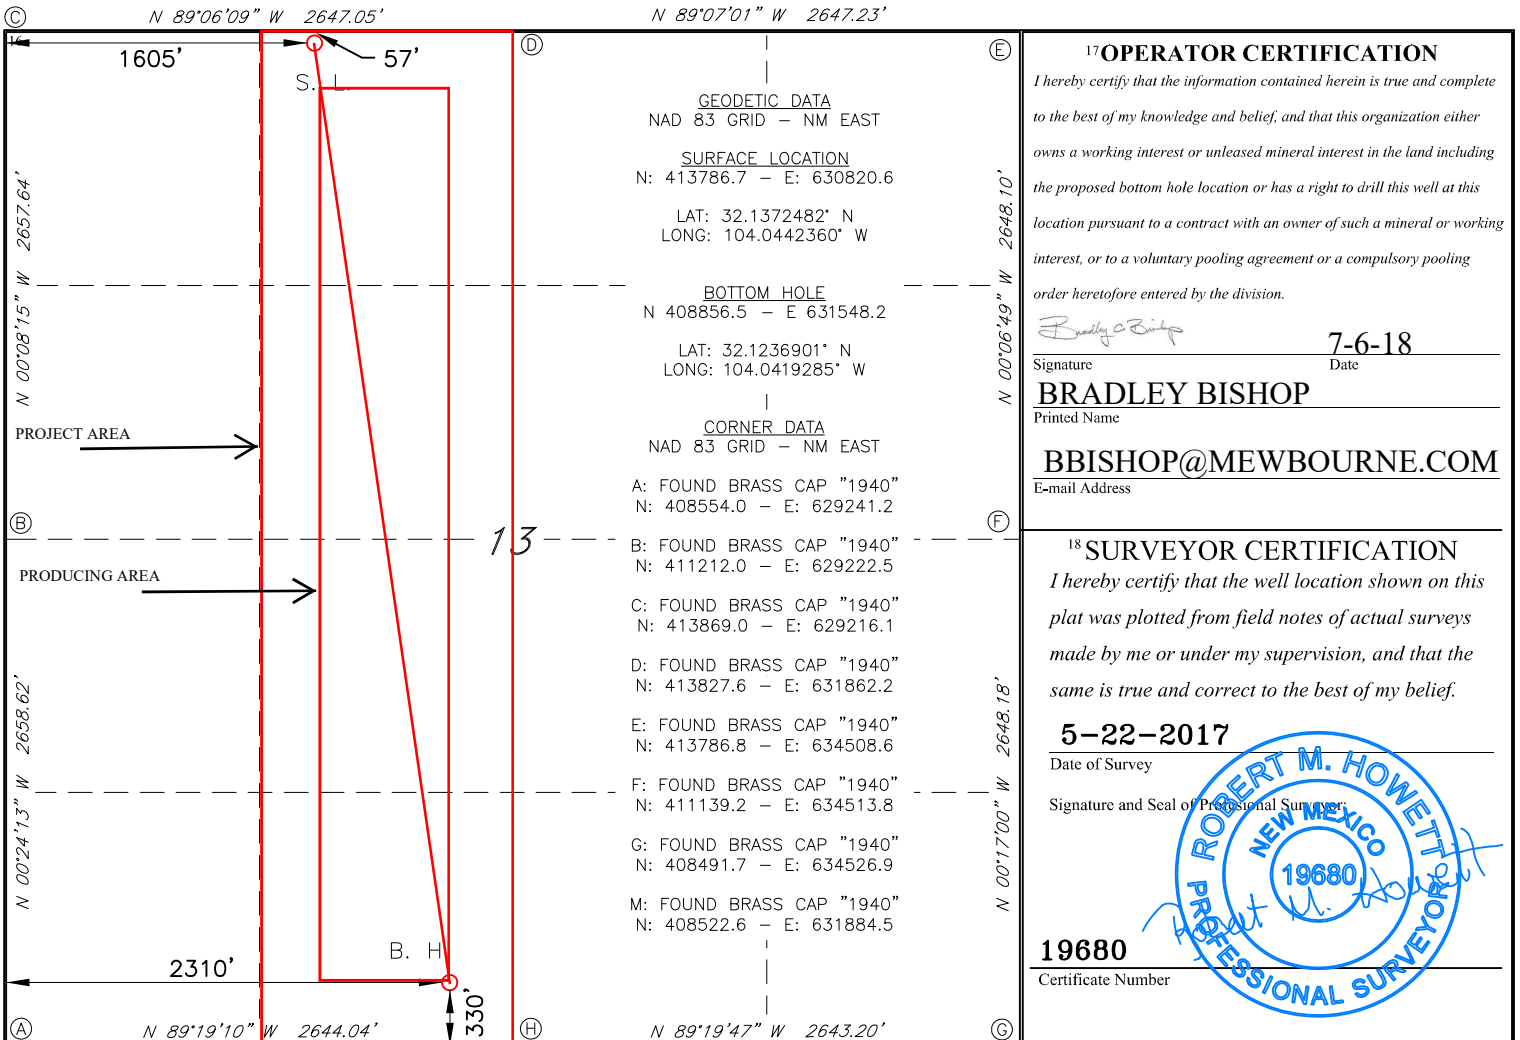 Ⓒ N 89°06'09" W 2647.05' N 89°07'01" W 2647.23'
16
1605' 57' Ⓓ Ⓔ
S. L.
N 00°08'15" W 2657.64'
PROJECT AREA
Ⓑ
13
PRODUCING AREA
N 00°24'13" W 2658.62'
B. H
2310'
330'
Ⓐ N 89°19'10" W 2644.04' Ⓗ N 89°19'47" W 2643.20' Ⓖ
GEODETIC DATA
NAD 83 GRID – NM EAST
SURFACE LOCATION
N: 413786.7 – E: 630820.6
LAT: 32.1372482° N
LONG: 104.0442360° W
BOTTOM HOLE
N 408856.5 – E 631548.2
LAT: 32.1236901° N
LONG: 104.0419285° W
CORNER DATA
NAD 83 GRID – NM EAST
A: FOUND BRASS CAP "1940"
N: 408554.0 – E: 629241.2
B: FOUND BRASS CAP "1940"
N: 411212.0 – E: 629222.5
C: FOUND BRASS CAP "1940"
N: 413869.0 – E: 629216.1
D: FOUND BRASS CAP "1940"
N: 413827.6 – E: 631862.2
E: FOUND BRASS CAP "1940"
N: 413786.8 – E: 634508.6
F: FOUND BRASS CAP "1940"
N: 411139.2 – E: 634513.8
G: FOUND BRASS CAP "1940"
N: 408491.7 – E: 634526.9
M: FOUND BRASS CAP "1940"
N: 408522.6 – E: 631884.5
N 00°06'49" W 2648.10'
Ⓕ
N 00°17'00" W 2648.18'
17 OPERATOR CERTIFICATION
I hereby certify that the information contained herein is true and complete
to the best of my knowledge and belief, and that this organization either
owns a working interest or unleased mineral interest in the land including
the proposed bottom hole location or has a right to drill this well at this
location pursuant to a contract with an owner of such a mineral or working
interest, or to a voluntary pooling agreement or a compulsory pooling
order heretofore entered by the division.
Bradley C Bishop 7-6-18
Signature Date
BRADLEY BISHOP
Printed Name
BBISHOP@MEWBOURNE.COM
E-mail Address
18 SURVEYOR CERTIFICATION
I hereby certify that the well location shown on this
plat was plotted from field notes of actual surveys
made by me or under my supervision, and that the
same is true and correct to the best of my belief.
5-22-2017
Date of Survey
Signature and Seal of Profesional Surveyor:
ROBERT M. HOWETT
NEW MEXICO
19680
PROFESSIONAL SURVEYOR
Robert M. Howett
19680
Certificate Number